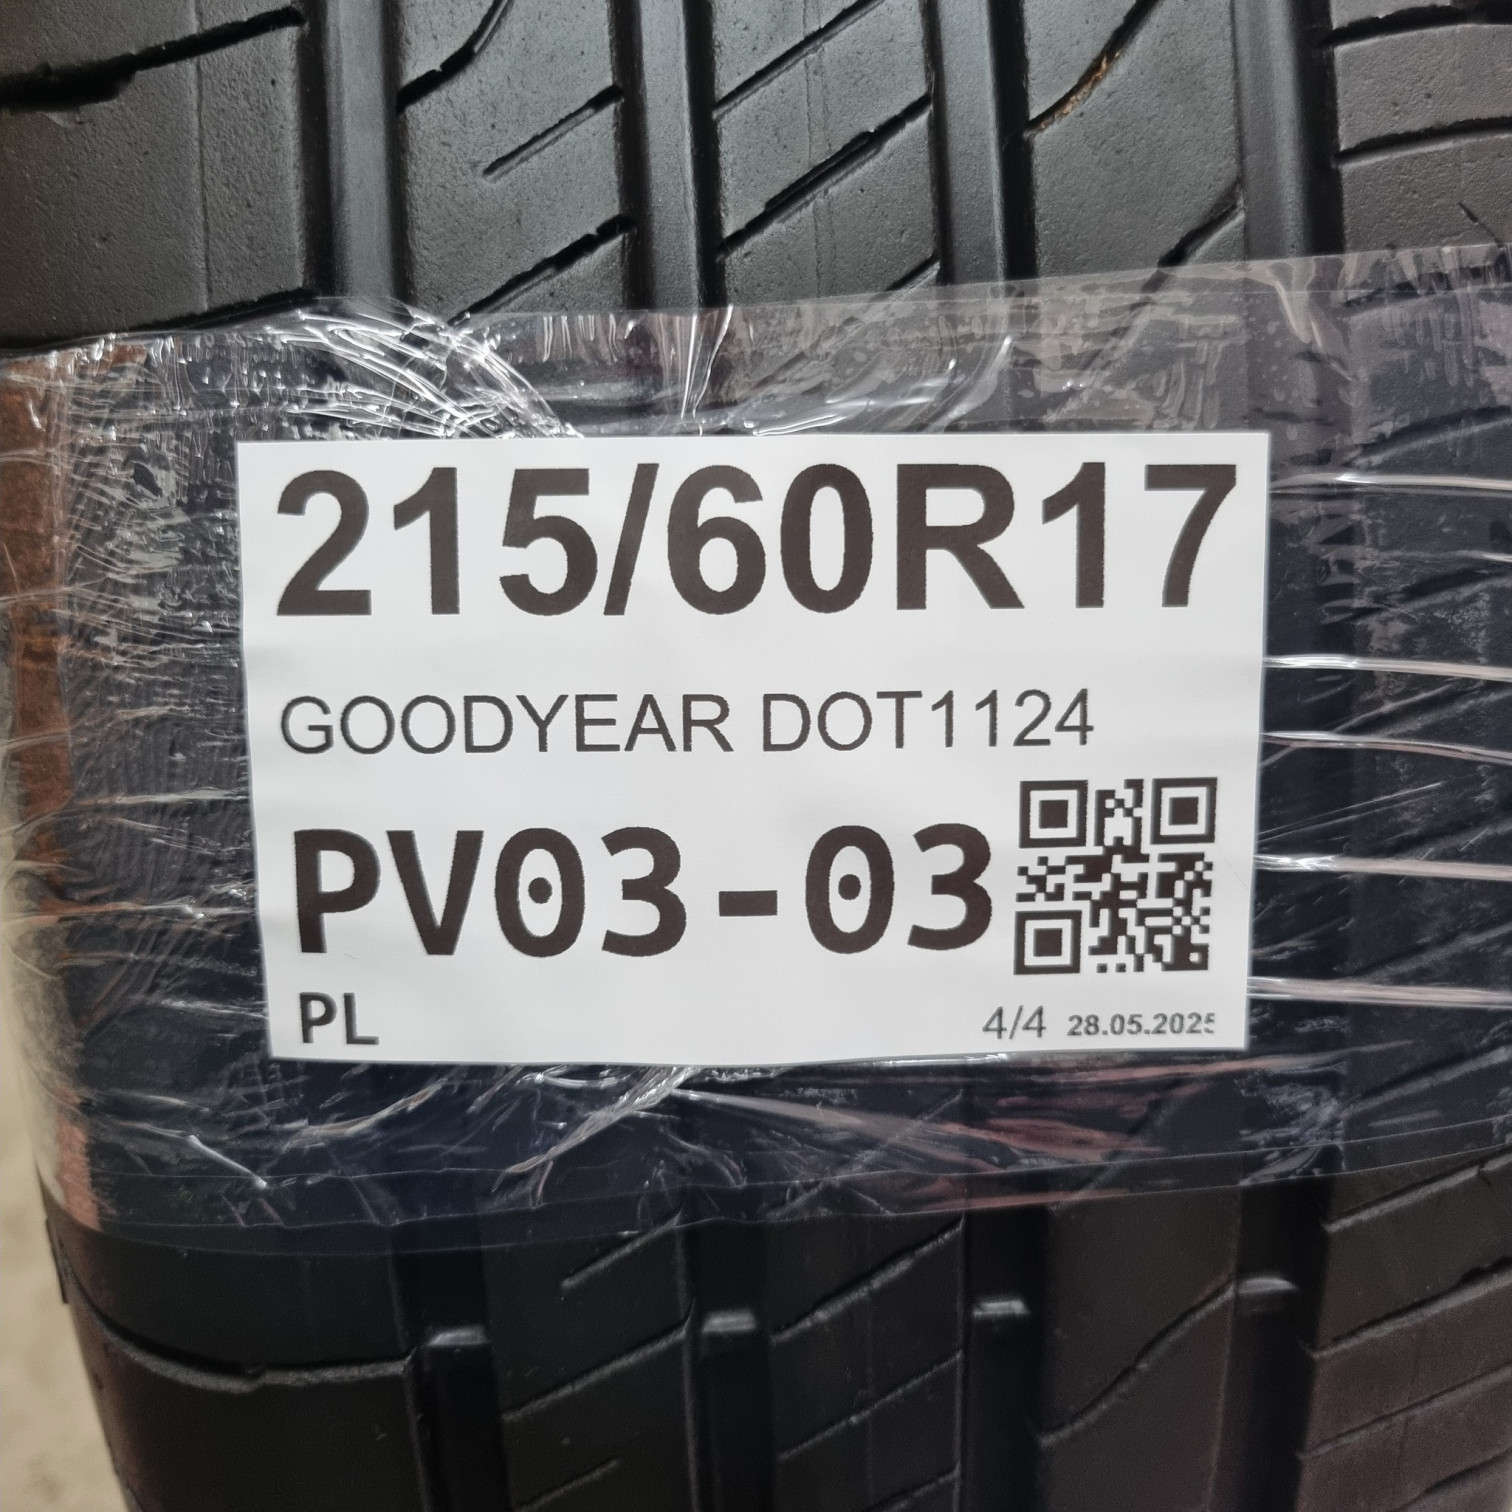 215/60R17
GOODYEAR DOT1124
PV03-03
PL
4/4 28.05.2025